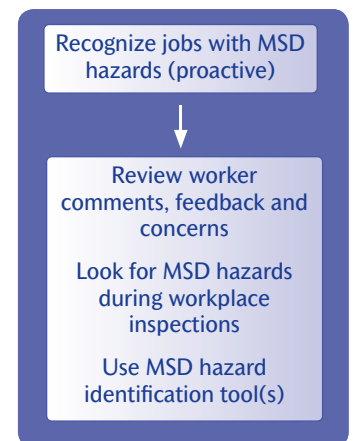 Recognize jobs with MSD
hazards (proactive)
Review worker
comments, feedback and
concerns
Look for MSD hazards
during workplace
inspections
Use MSD hazard
identification tool(s)